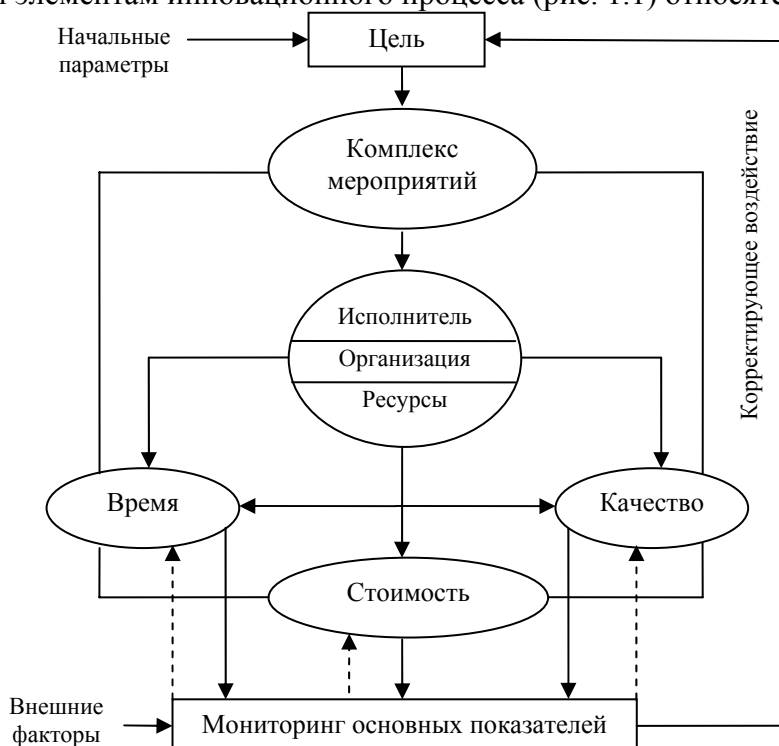 элементам инновационного процесса (рис. 1.1) относятс
Начальные
параметры
Цель
Комплекс
мероприятий
Корректирующее воздействие
Исполнитель
Организация
Ресурсы
Время
Качество
Стоимость
Внешние
факторы
Мониторинг основных показателей